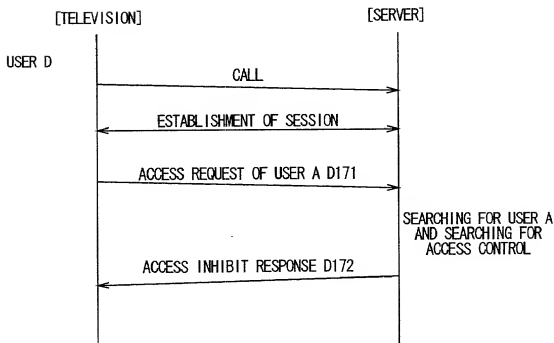 [TELEVISION]
[SERVER]
USER D
CALL
ESTABLISHMENT OF SESSION
ACCESS REQUEST OF USER A D171
SEARCHING FOR USER A
AND SEARCHING FOR
ACCESS CONTROL
ACCESS INHIBIT RESPONSE D172